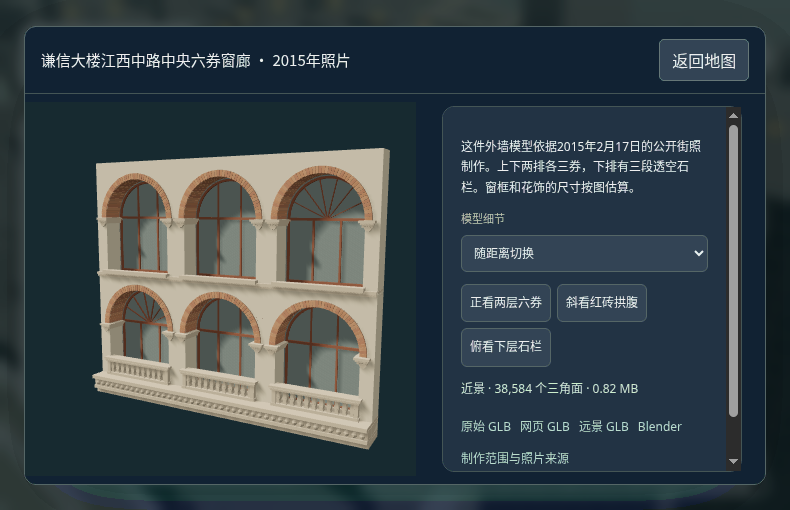 谦信大楼江西中路中央六券窗廊 · 2015年照片
返回地图
这件外墙模型依据2015年2月17日的公开街照
制作。上下两排各三券，下排有三段透空石
栏。窗框和花饰的尺寸按图估算。
模型细节
随距离切换
正看两层六券
斜看红砖拱腹
俯看下层石栏
近景 · 38,584 个三角面 · 0.82 MB
原始 GLB 网页 GLB 远景 GLB Blender
制作范围与照片来源